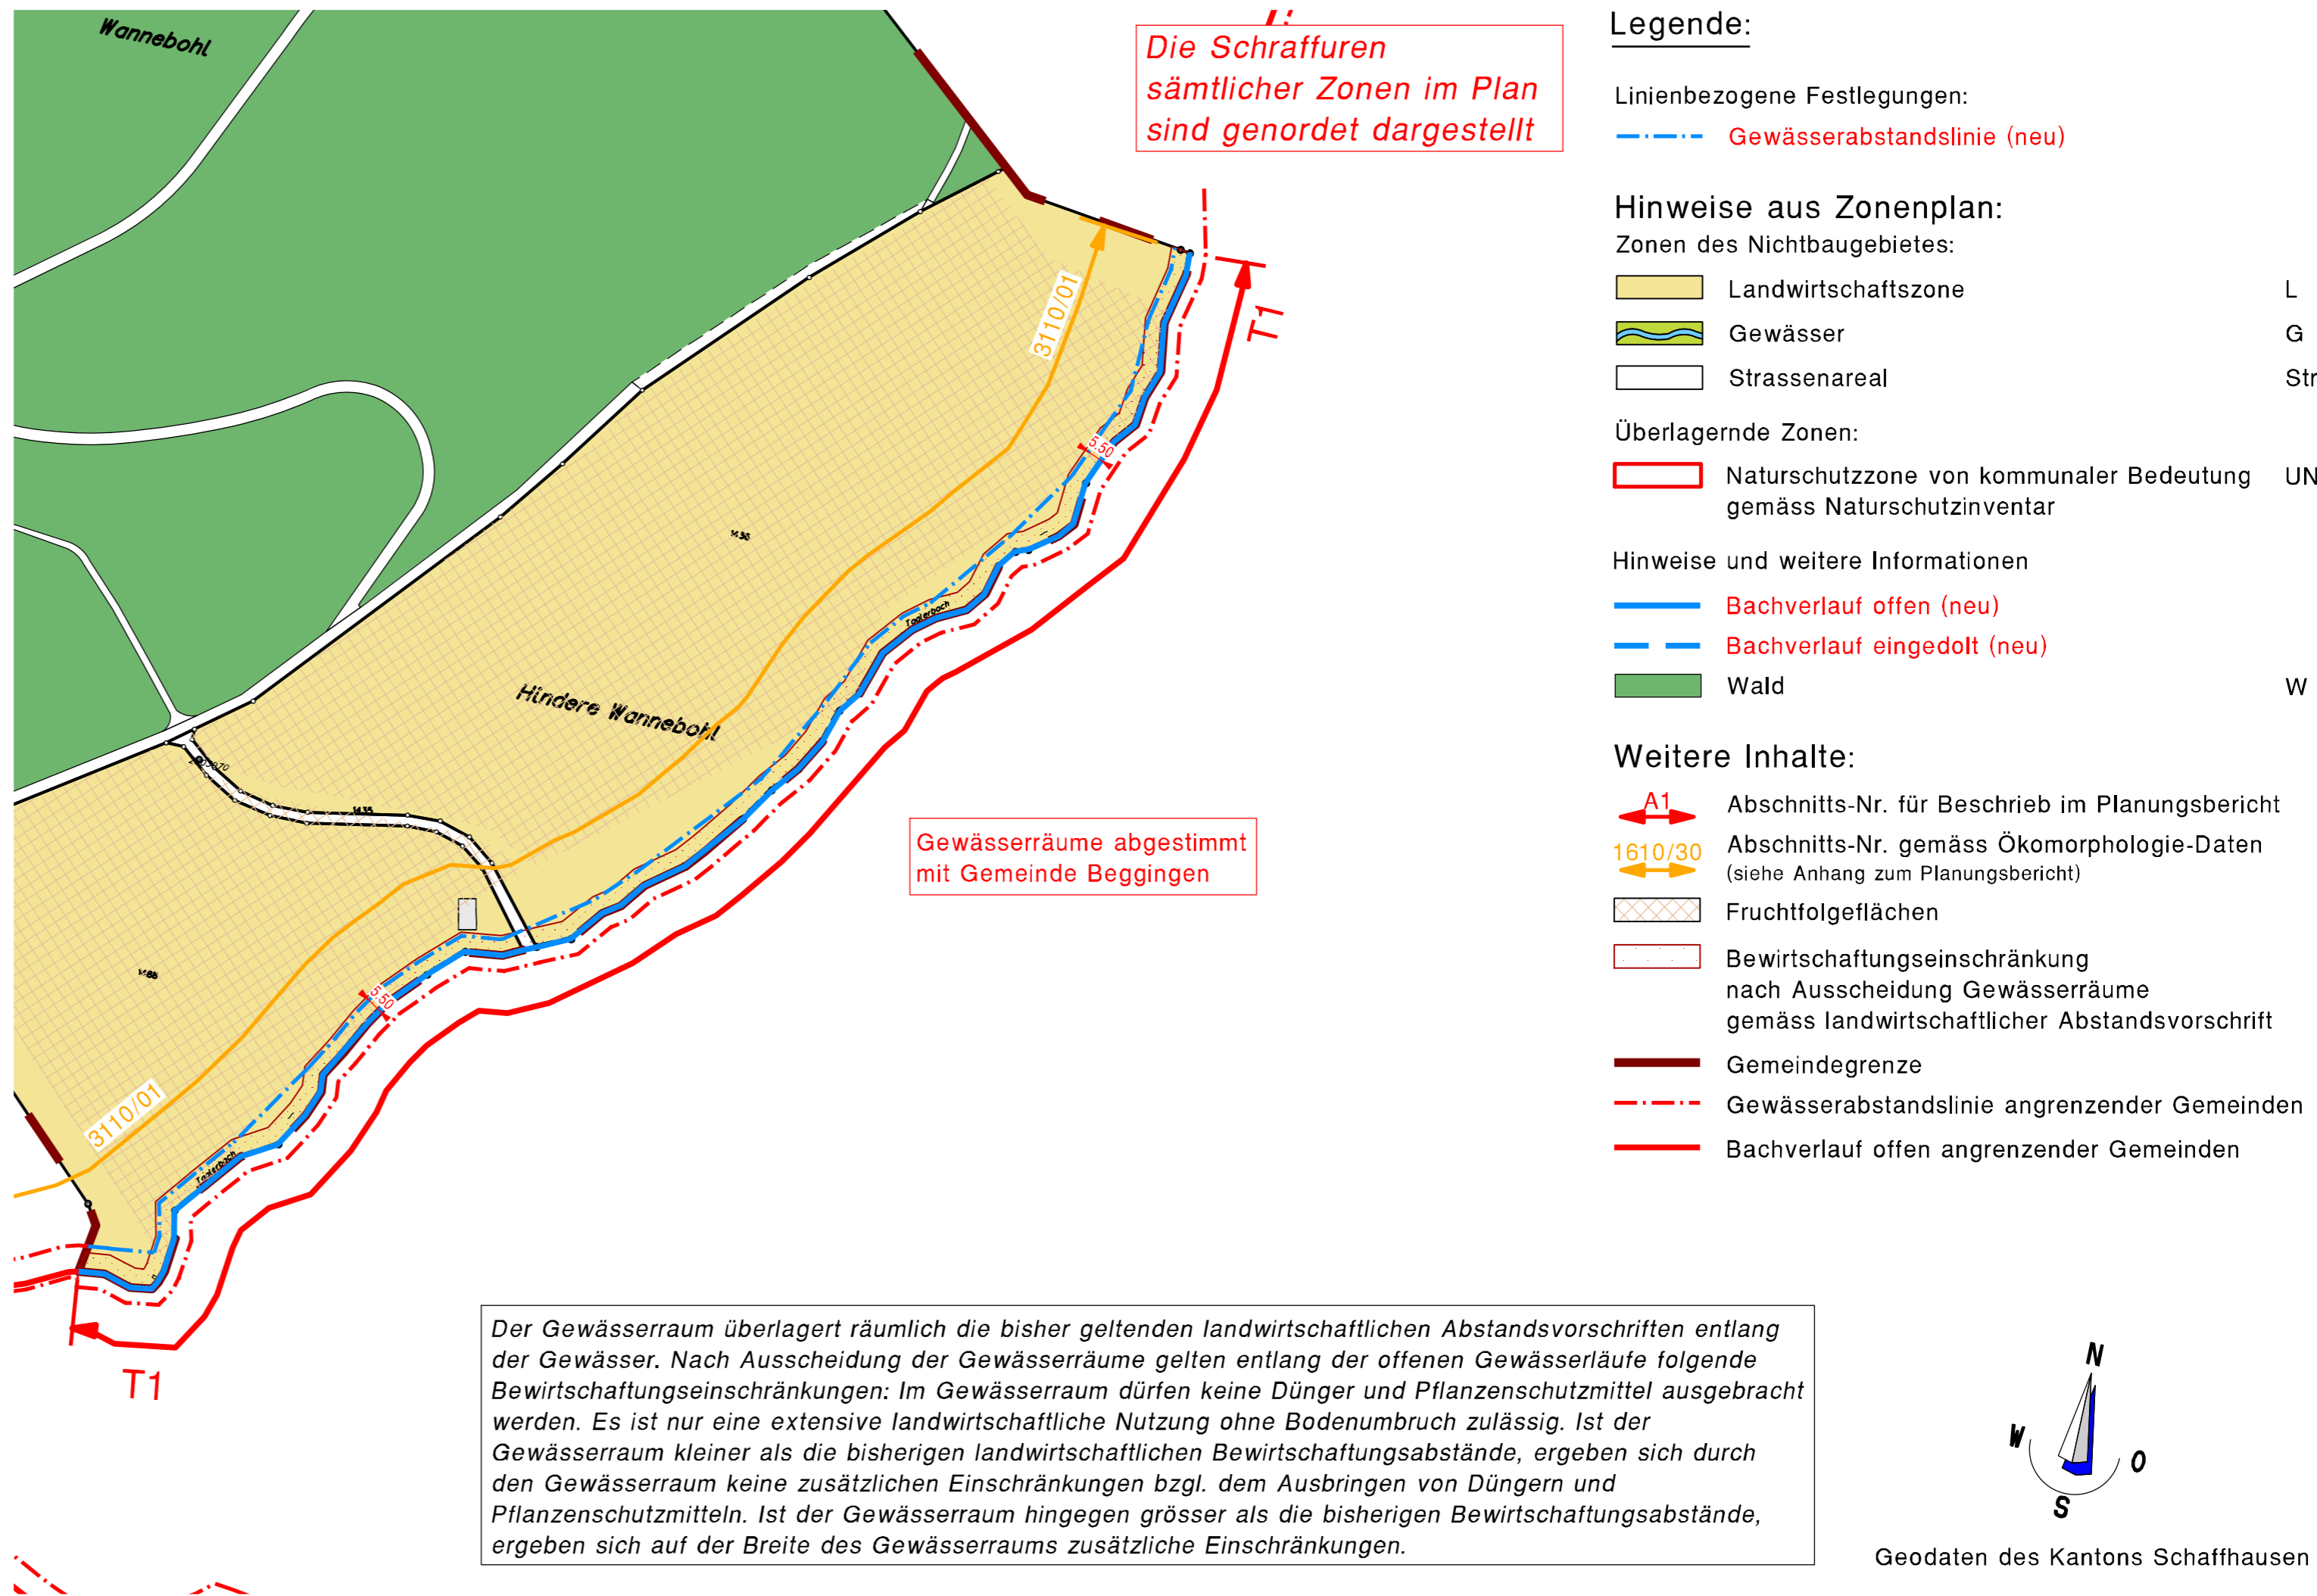 Wannebohl
Die Schraffuren
sämtlicher Zonen im Plan
sind genordet dargestellt
3110/01
T1
5.50
1436
Taalerbach
Hindere Wannebohl
1435
Gewässerräume abgestimmt
mit Gemeinde Beggingen
1488
5.50
3110/01
Taalerbach
T1
Legende:
Linienbezogene Festlegungen:
Gewässerabstandslinie (neu)
Hinweise aus Zonenplan:
Zonen des Nichtbaugebietes:
Landwirtschaftszone L
Gewässer G
Strassenareal Str
Überlagernde Zonen:
Naturschutzzone von kommunaler Bedeutung UN
gemäss Naturschutzinventar
Hinweise und weitere Informationen
Bachverlauf offen (neu)
Bachverlauf eingedolt (neu)
Wald W
Weitere Inhalte:
A1 Abschnitts-Nr. für Beschrieb im Planungsbericht
1610/30 Abschnitts-Nr. gemäss Ökomorphologie-Daten
(siehe Anhang zum Planungsbericht)
Fruchtfolgeflächen
Bewirtschaftungseinschränkung
nach Ausscheidung Gewässerräume
gemäss landwirtschaftlicher Abstandsvorschrift
Gemeindegrenze
Gewässerabstandslinie angrenzender Gemeinden
Bachverlauf offen angrenzender Gemeinden
Der Gewässerraum überlagert räumlich die bisher geltenden landwirtschaftlichen Abstandsvorschriften entlang
der Gewässer. Nach Ausscheidung der Gewässerräume gelten entlang der offenen Gewässerläufe folgende
Bewirtschaftungseinschränkungen: Im Gewässerraum dürfen keine Dünger und Pflanzenschutzmittel ausgebracht
werden. Es ist nur eine extensive landwirtschaftliche Nutzung ohne Bodenumbruch zulässig. Ist der
Gewässerraum kleiner als die bisherigen landwirtschaftlichen Bewirtschaftungsabstände, ergeben sich durch
den Gewässerraum keine zusätzlichen Einschränkungen bzgl. dem Ausbringen von Düngern und
Pflanzenschutzmitteln. Ist der Gewässerraum hingegen grösser als die bisherigen Bewirtschaftungsabstände,
ergeben sich auf der Breite des Gewässerraums zusätzliche Einschränkungen.
N
W
O
S
Geodaten des Kantons Schaffhausen